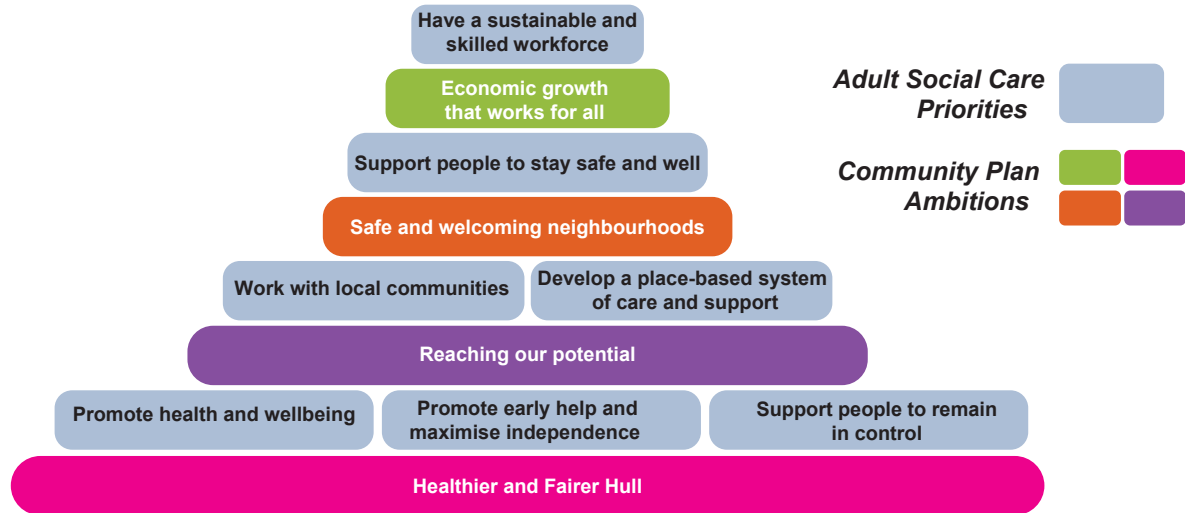 Have a sustainable and
skilled workforce
Economic growth
that works for all
Support people to stay safe and well
Safe and welcoming neighbourhoods
Work with local communities
Develop a place-based system
of care and support
Reaching our potential
Promote health and wellbeing
Promote early help and
maximise independence
Support people to remain
in control
Healthier and Fairer Hull
Adult Social Care
Priorities
Community Plan
Ambitions